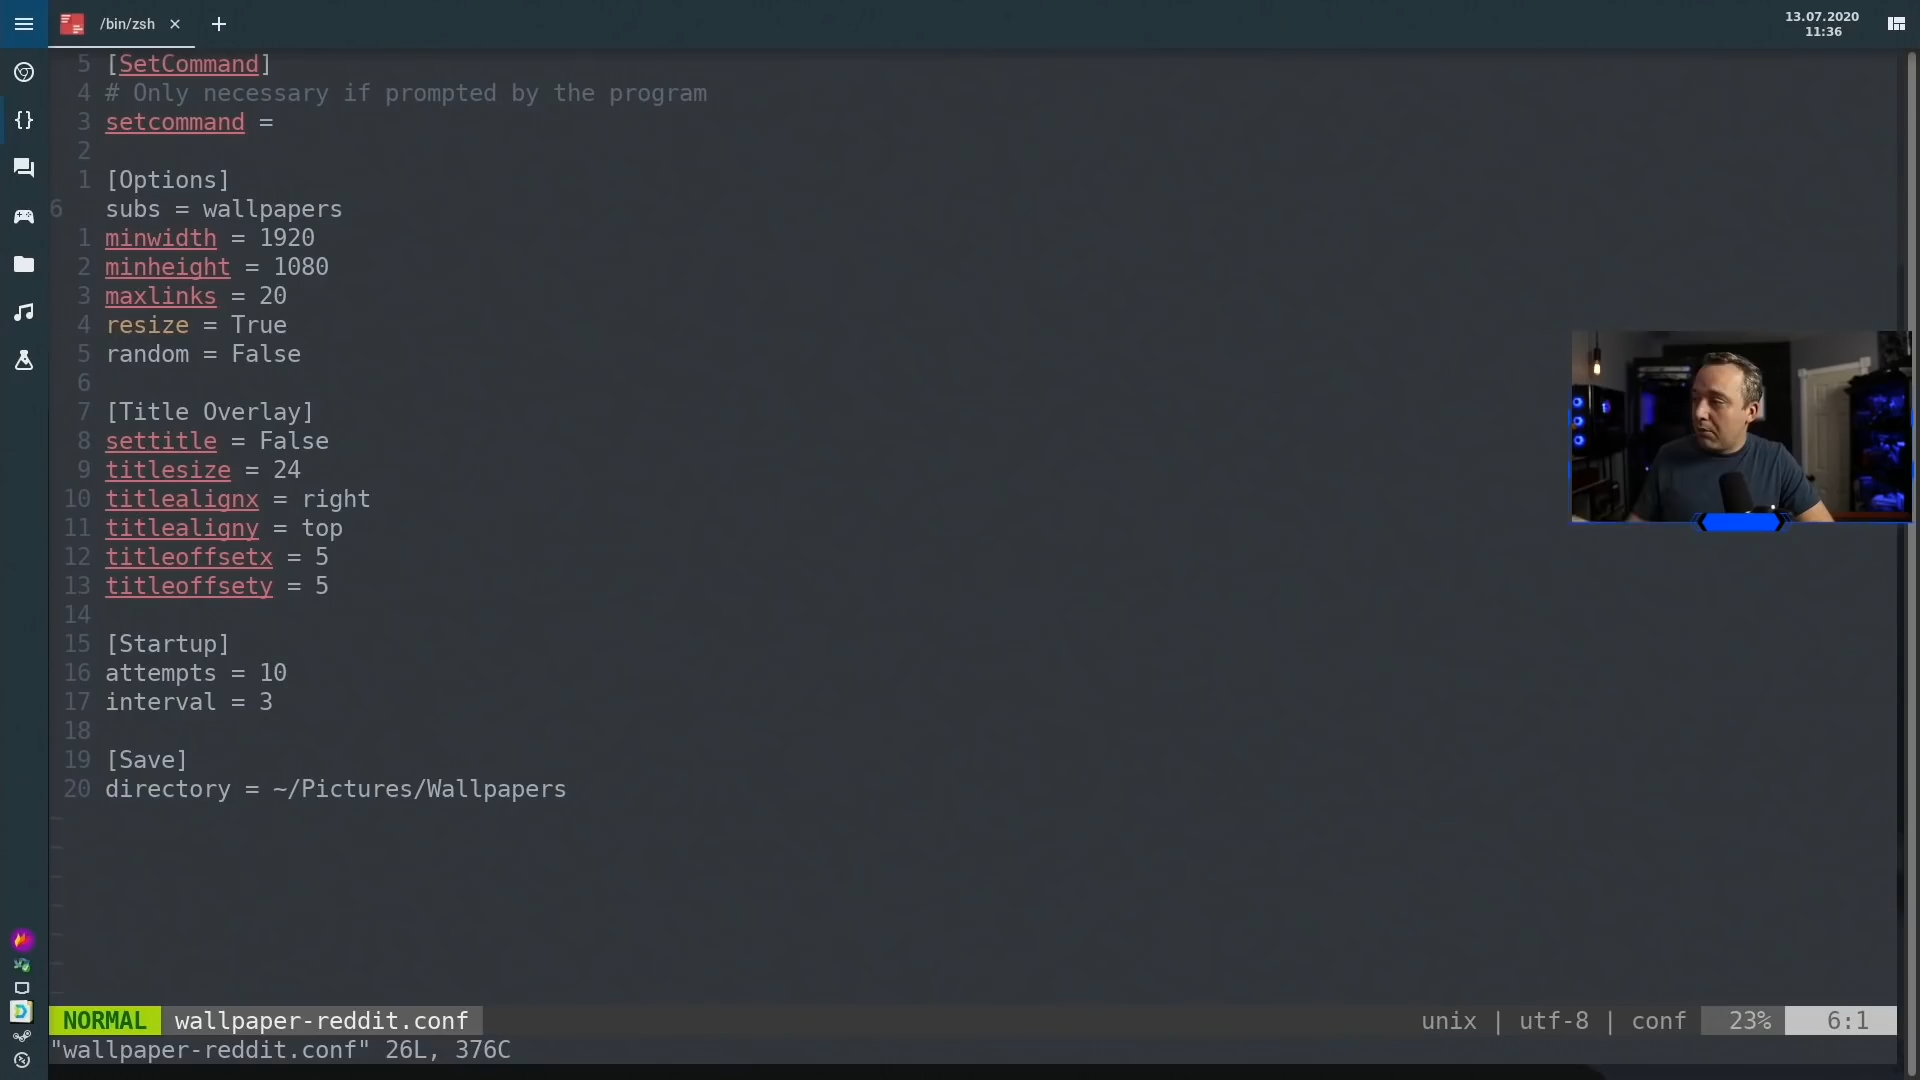 /bin/zsh
13.07.2020
11:36
5 [SetCommand]
4 # Only necessary if prompted by the program
3 setcommand =
2
1 [Options]
6 subs = wallpapers
1 minwidth = 1920
2 minheight = 1080
3 maxlinks = 20
4 resize = True
5 random = False
6
7 [Title Overlay]
8 settitle = False
9 titlesize = 24
10 titlealignx = right
11 titlealigny = top
12 titleoffsetx = 5
13 titleoffsety = 5
14
15 [Startup]
16 attempts = 10
17 interval = 3
18
19 [Save]
20 directory = ~/Pictures/Wallpapers
~
~
~
~
~
~
~
NORMAL wallpaper-reddit.conf unix | utf-8 | conf 23% 6:1
"wallpaper-reddit.conf" 26L, 376C